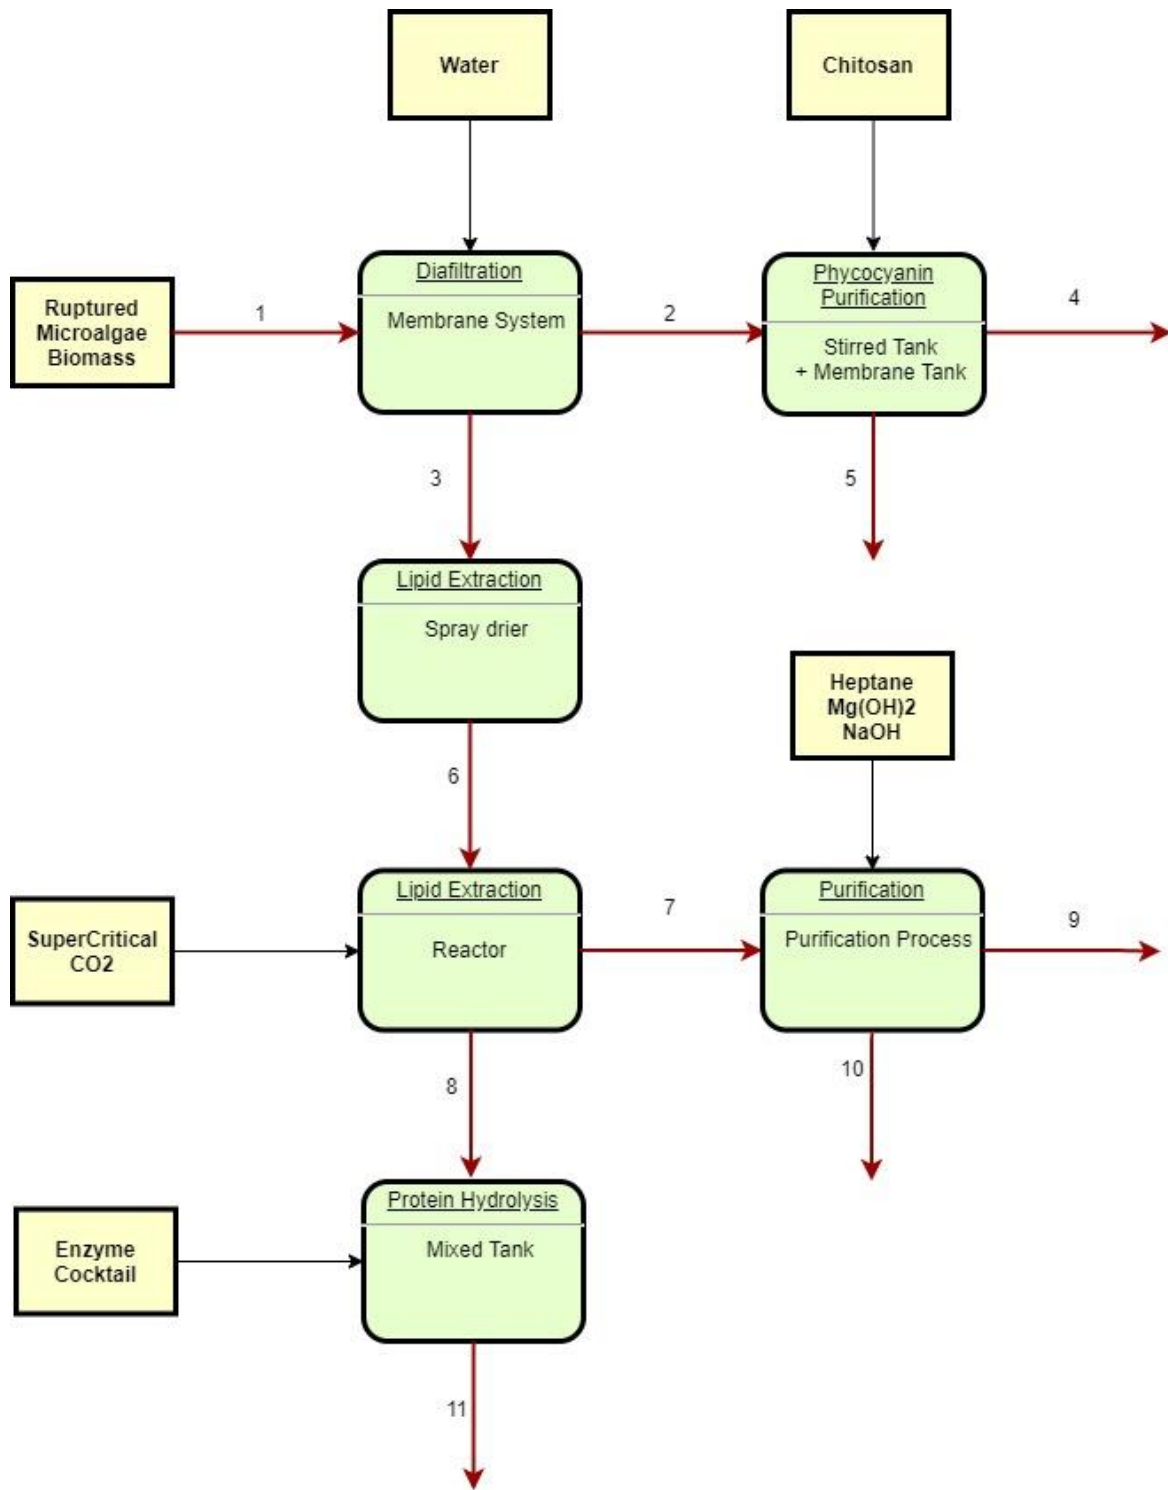 Water
Chitosan
Ruptured
Microalgae
Biomass
1
Diafiltration
Membrane System
2
Phycocyanin
Purification
Stirred Tank
+ Membrane Tank
4
3
5
Lipid Extraction
Spray drier
Heptane
Mg(OH)2
NaOH
6
SuperCritical
CO2
Lipid Extraction
Reactor
7
Purification
Purification Process
9
8
10
Enzyme
Cocktail
Protein Hydrolysis
Mixed Tank
11